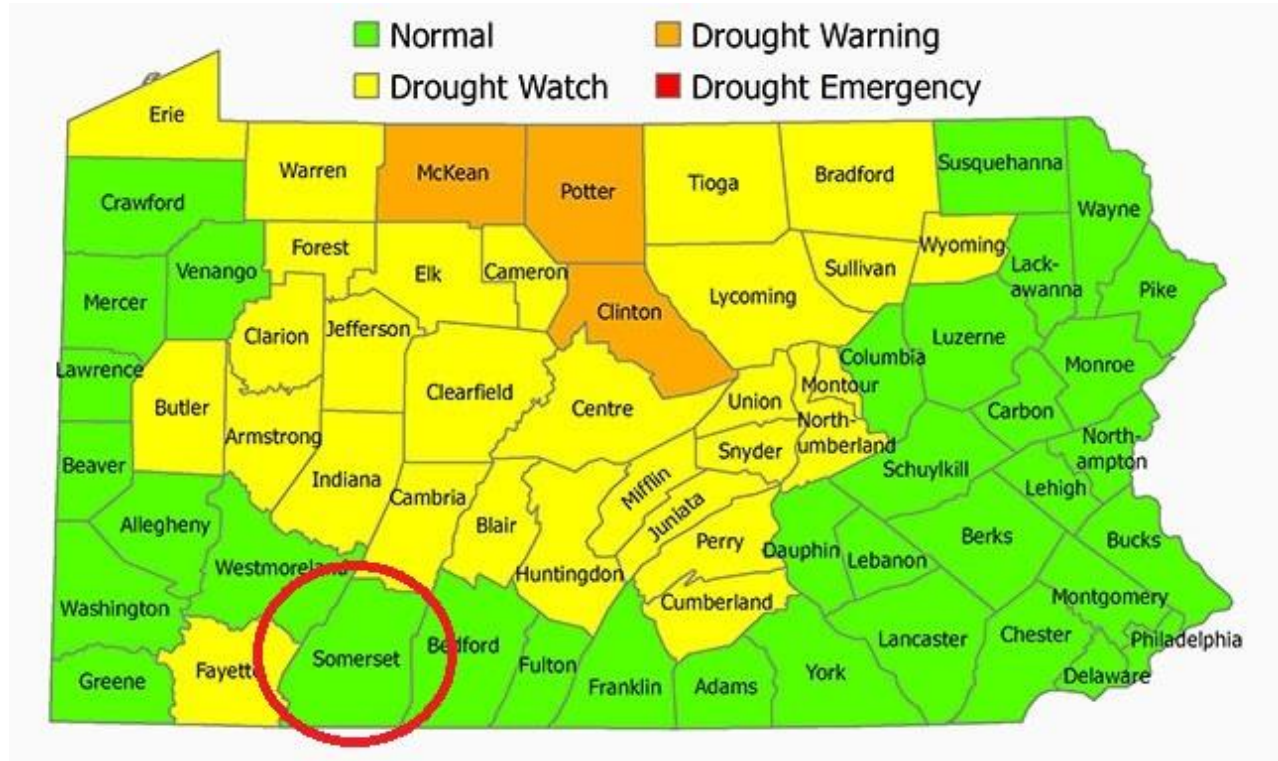 Normal
Drought Warning
Drought Watch
Drought Emergency
Erie
Warren
McKean
Potter
Tioga
Bradford
Susquehanna
Crawford
Wayne
Forest
Wyoming
Venango
Elk
Cameron
Sullivan
Lack-
awanna
Pike
Mercer
Lycoming
Clinton
Clarion
Jefferson
Luzerne
Columbia
Monroe
Lawrence
Clearfield
Montour
Butler
Centre
Union
Carbon
Armstrong
North-
umberland
North-
ampton
Snyder
Beaver
Schuylkill
Indiana
Mifflin
Lehigh
Cambria
Juniata
Allegheny
Blair
Perry
Berks
Bucks
Dauphin
Lebanon
Westmoreland
Huntingdon
Washington
Cumberland
Montgomery
Somerset
Bedford
Lancaster
Chester
Philadelphia
Fayette
Fulton
York
Greene
Franklin
Adams
Delaware